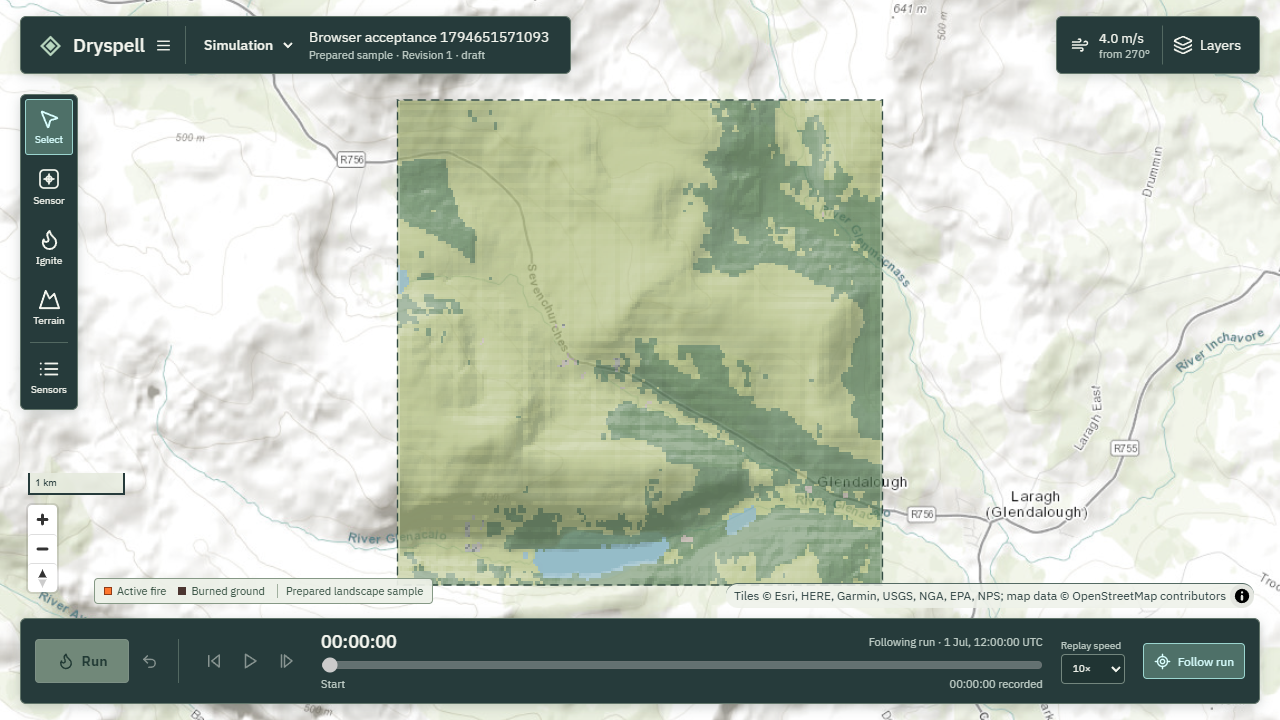 641 m
500 m
Dryspell
Simulation
Browser acceptance 1794651571093
Prepared sample · Revision 1 · draft
4.0 m/s
from 270°
Layers
Select
Sensor
Ignite
Terrain
Sensors
500 m
R756
Drummin
Sevenchurches
River Inchavore
Laragh East
R755
1 km
Glendalough
Laragh
(Glendalough)
R756
Active fire
Burned ground
Prepared landscape sample
Tiles © Esri, HERE, Garmin, USGS, NGA, EPA, NPS; map data © OpenStreetMap contributors
Run
00:00:00
Following run · 1 Jul, 12:00:00 UTC
Start
00:00:00 recorded
Replay speed
10×
Follow run
500 m